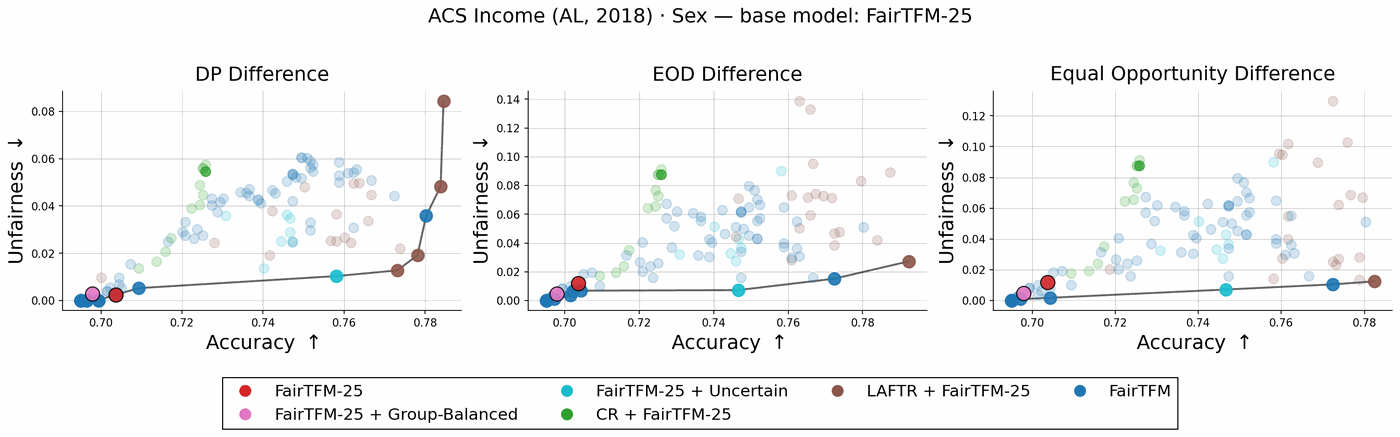 ACS Income (AL, 2018) · Sex — base model: FairTFM-25
DP Difference
EOD Difference
Equal Opportunity Difference
Unfairness ↓
0.08
0.06
0.04
0.02
0.00
0.70 0.72 0.74 0.76 0.78
Accuracy ↑
Unfairness ↓
0.14
0.12
0.10
0.08
0.06
0.04
0.02
0.00
0.70 0.72 0.74 0.76 0.78
Accuracy ↑
Unfairness ↓
0.12
0.10
0.08
0.06
0.04
0.02
0.00
0.70 0.72 0.74 0.76 0.78
Accuracy ↑
FairTFM-25
FairTFM-25 + Group-Balanced
FairTFM-25 + Uncertain
CR + FairTFM-25
LAFTR + FairTFM-25
FairTFM